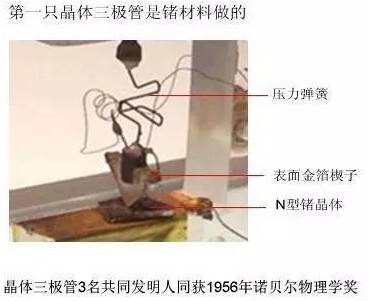 第一只晶体三极管是锗材料做的
压力弹簧
表面金箔楔子
N型锗晶体
晶体三极管3名共同发明人同获1956年诺贝尔物理学奖